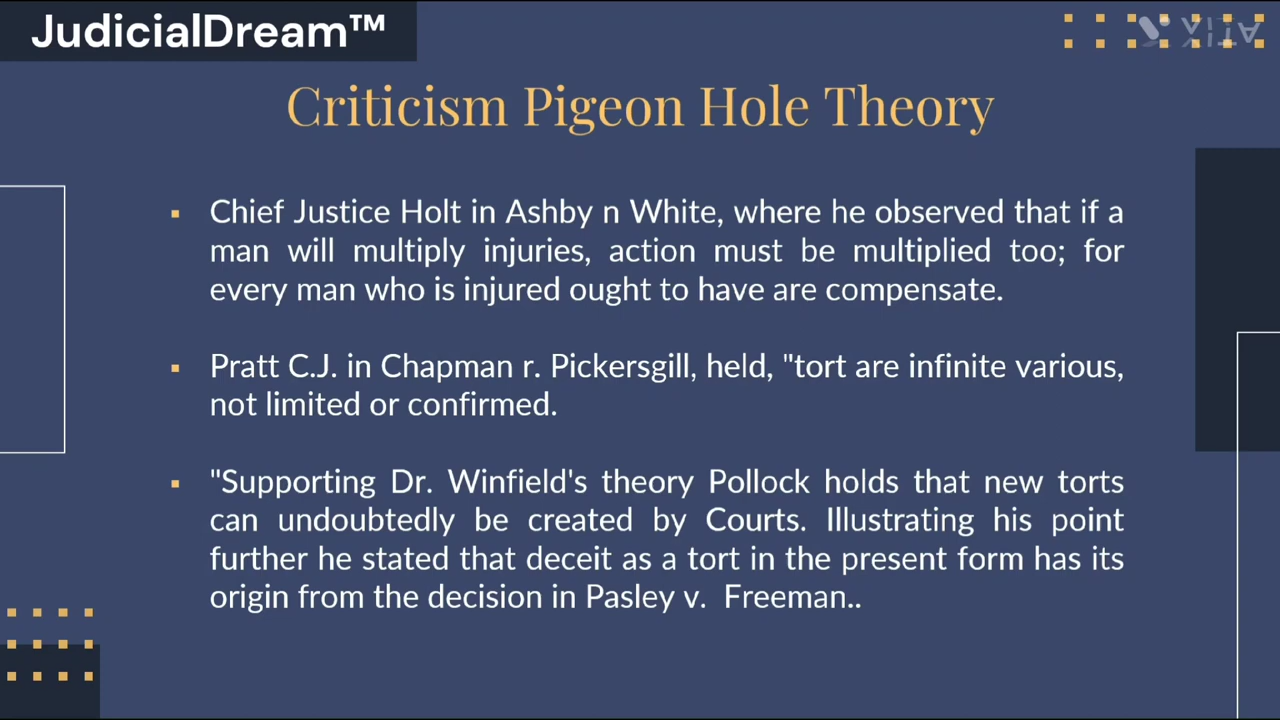 JudicialDream™
Criticism Pigeon Hole Theory
▪ Chief Justice Holt in Ashby n White, where he observed that if a
man will multiply injuries, action must be multiplied too; for
every man who is injured ought to have are compensate.
▪ Pratt C.J. in Chapman r. Pickersgill, held, "tort are infinite various,
not limited or confirmed.
▪ "Supporting Dr. Winfield's theory Pollock holds that new torts
can undoubtedly be created by Courts. Illustrating his point
further he stated that deceit as a tort in the present form has its
origin from the decision in Pasley v. Freeman..